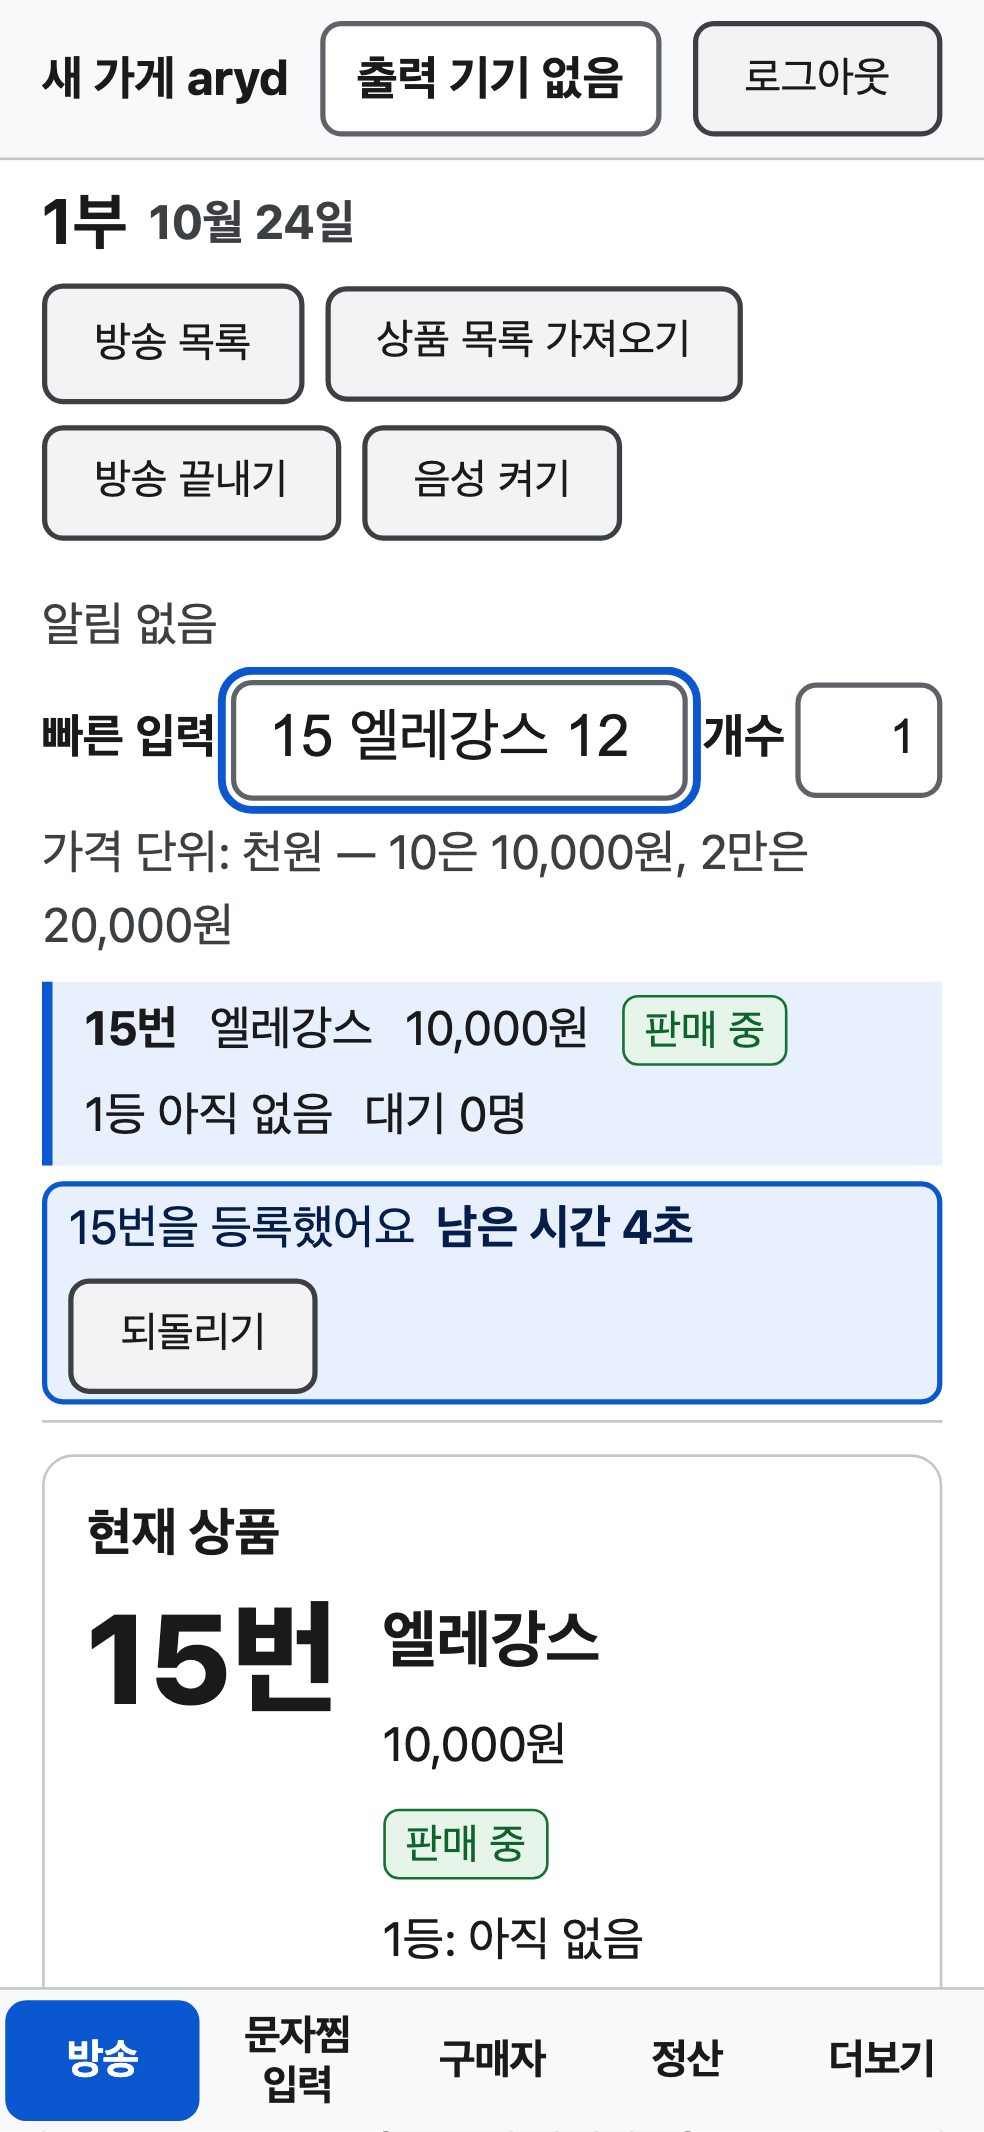 새 가게 aryd 출력 기기 없음 로그아웃
1부 10월 24일
방송 목록 상품 목록 가져오기
방송 끝내기 음성 켜기
알림 없음
빠른 입력 15 엘레강스 12 개수 1
가격 단위: 천원 — 10은 10,000원, 2만은
20,000원
15번 엘레강스 10,000원 판매 중
1등 아직 없음 대기 0명
15번을 등록했어요 남은 시간 4초
되돌리기
현재 상품
15번 엘레강스
10,000원
판매 중
1등: 아직 없음
방송 문자찜 입력 구매자 정산 더보기